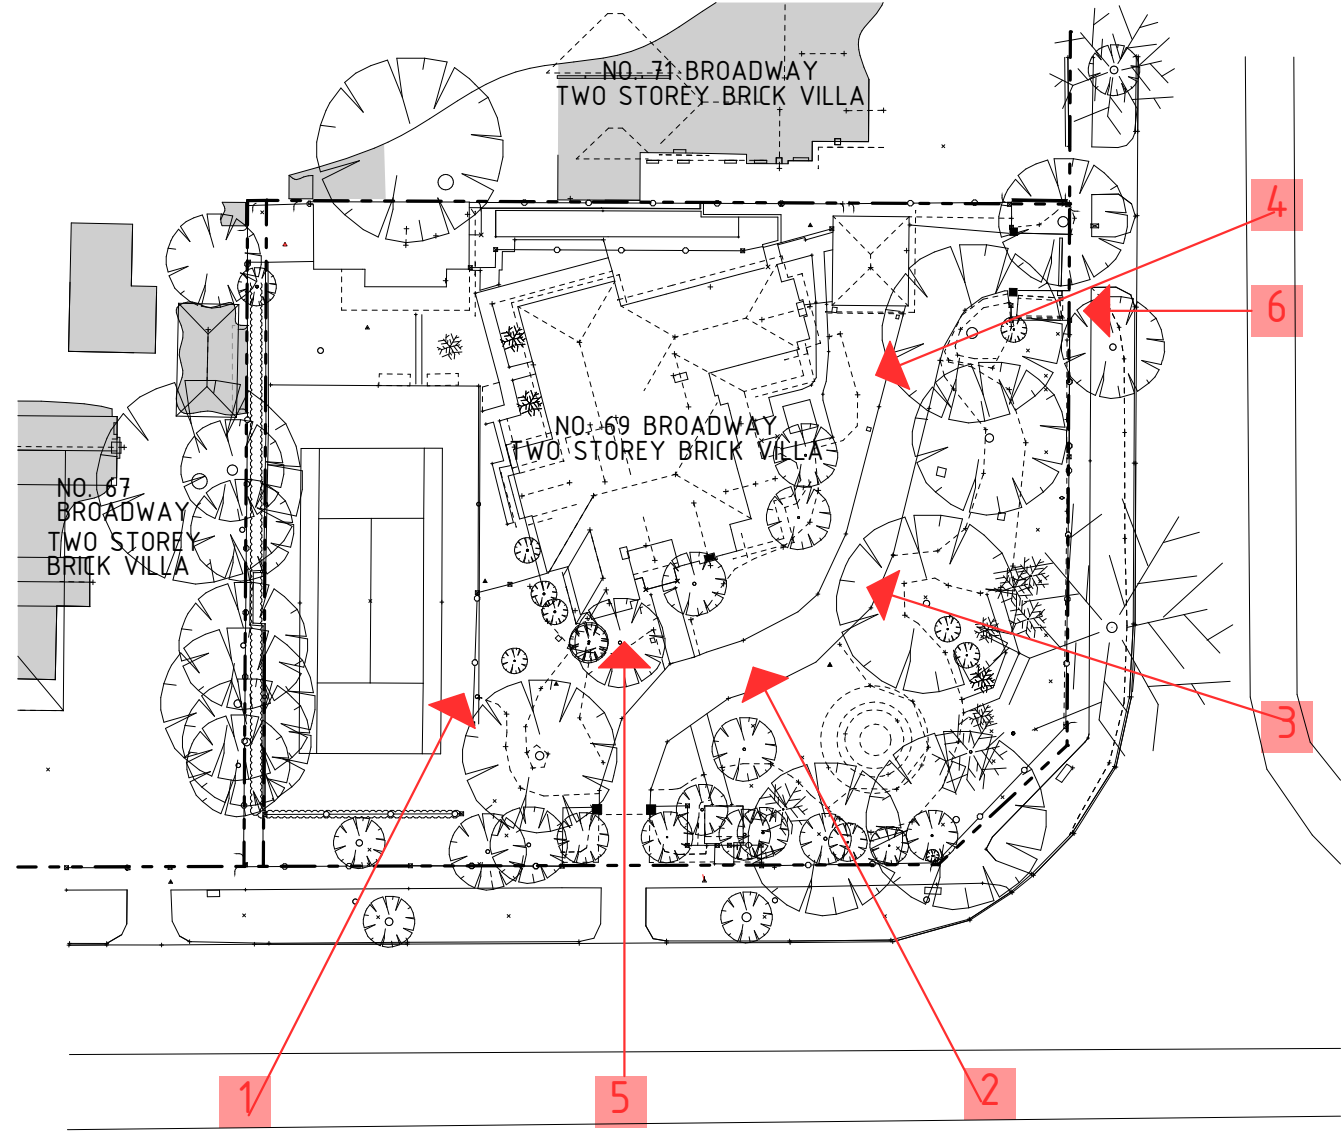 NO. 71 BROADWAY
TWO STOREY BRICK VILLA
4
6
NO. 69 BROADWAY
TWO STOREY BRICK VILLA
NO. 67
BROADWAY
TWO STOREY
BRICK VILLA
3
1
5
2